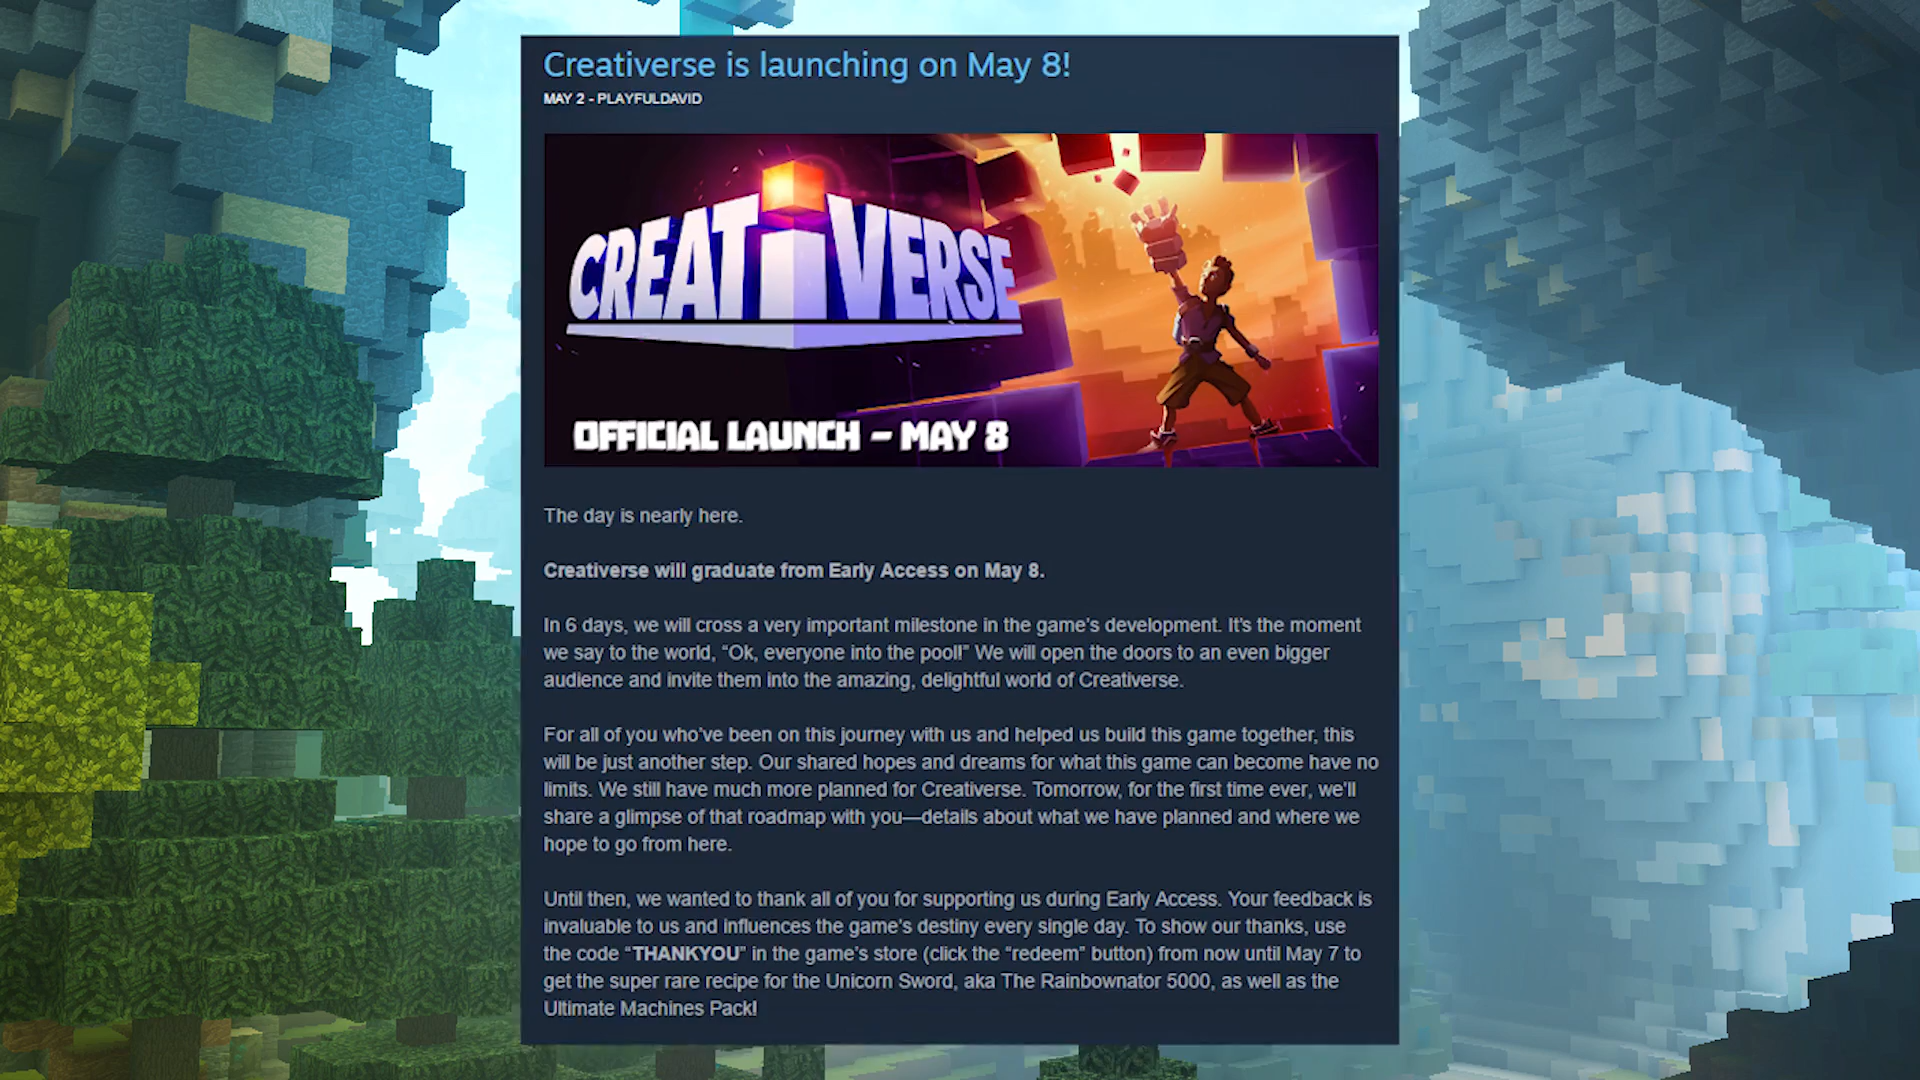 Creativerse is launching on May 8!
MAY 2 - PLAYFULDAVID
CREATIVERSE
OFFICIAL LAUNCH – MAY 8
The day is nearly here.
Creativerse will graduate from Early Access on May 8.
In 6 days, we will cross a very important milestone in the game's development. It's the moment
we say to the world, “Ok, everyone into the pool!” We will open the doors to an even bigger
audience and invite them into the amazing, delightful world of Creativerse.
For all of you who've been on this journey with us and helped us build this game together, this
will be just another step. Our shared hopes and dreams for what this game can become have no
limits. We still have much more planned for Creativerse. Tomorrow, for the first time ever, we'll
share a glimpse of that roadmap with you—details about what we have planned and where we
hope to go from here.
Until then, we wanted to thank all of you for supporting us during Early Access. Your feedback is
invaluable to us and influences the game's destiny every single day. To show our thanks, use
the code “THANKYOU” in the game's store (click the “redeem” button) from now until May 7 to
get the super rare recipe for the Unicorn Sword, aka The Rainbownator 5000, as well as the
Ultimate Machines Pack!